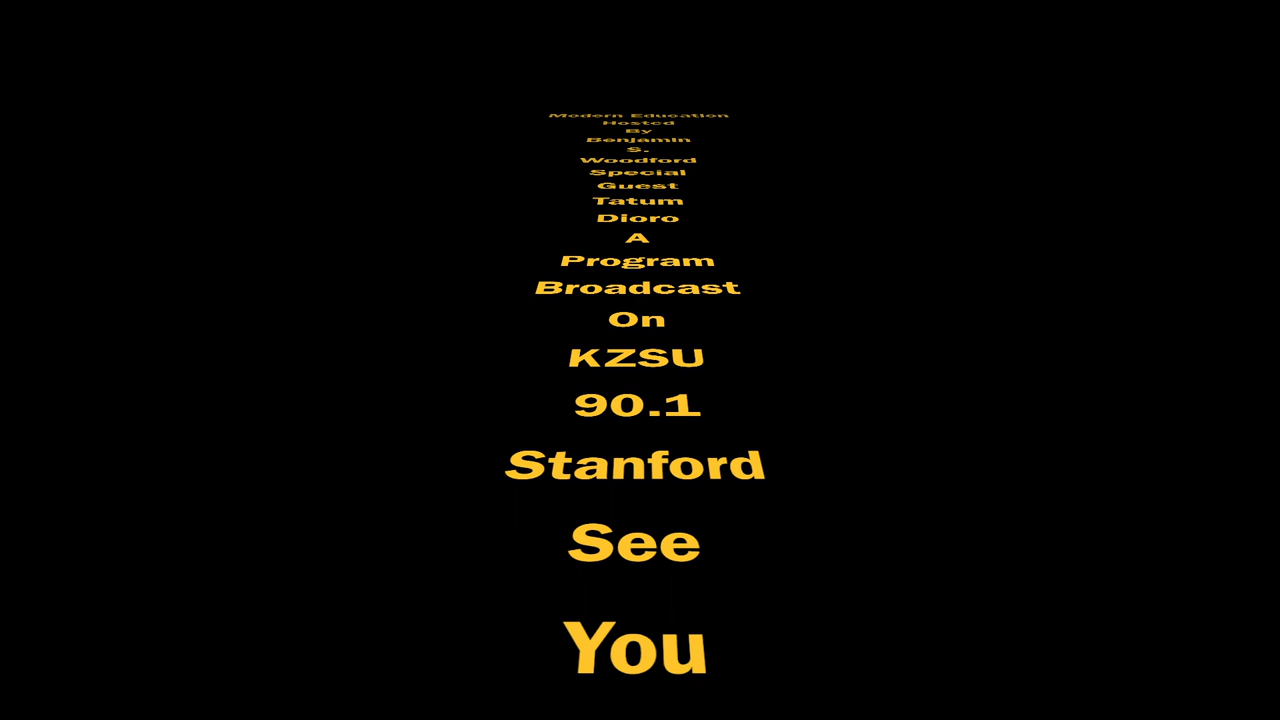 Modern Education
Hosted
By
Benjamin
S.
Woodford
Special
Guest
Tatum
Dioro
A
Program
Broadcast
On
KZSU
90.1
Stanford
See
You